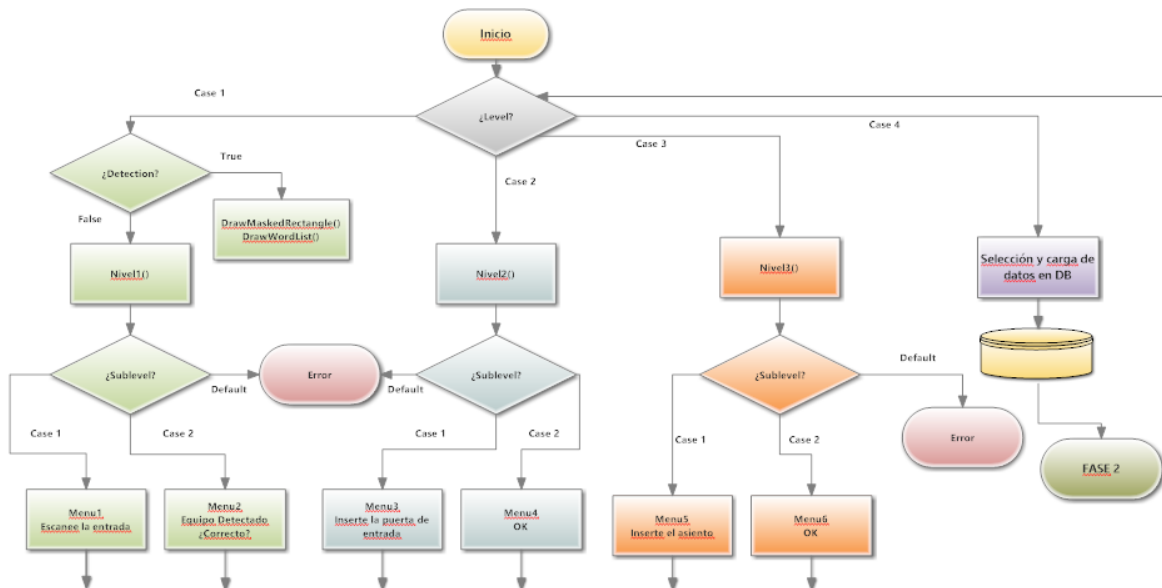 Inicio
¿Level?
Case 1
Case 2
Case 3
Case 4
¿Detection?
True
False
DrawMaskedRectangle()
DrawWordList()
Nivel1()
Nivel2()
Nivel3()
Selección y carga de
datos en DB
¿Sublevel?
Default
Error
Default
¿Sublevel?
¿Sublevel?
Default
Error
FASE 2
Case 1
Case 2
Case 1
Case 2
Case 1
Case 2
Menu1
Escanee la entrada
Menu2
Equipo Detectado
¿Correcto?
Menu3
Inserte la puerta de
entrada
Menu4
OK
Menu5
Inserte el asiento
Menu6
OK